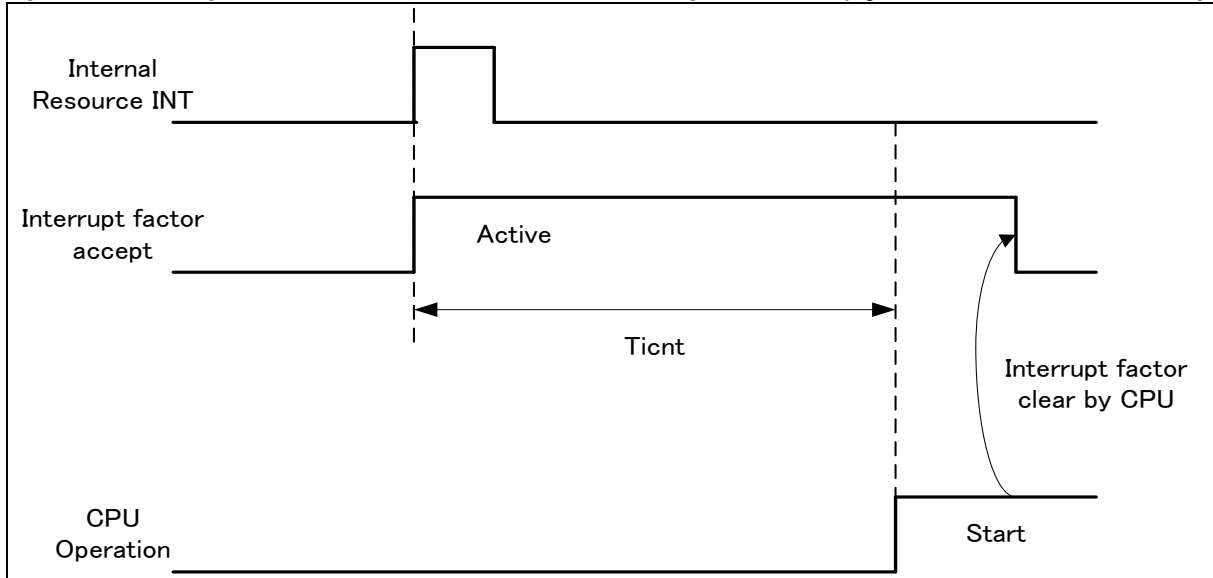 Internal
Resource INT
Interrupt factor
accept
Active
Ticnt
Interrupt factor
clear by CPU
CPU
Operation
Start